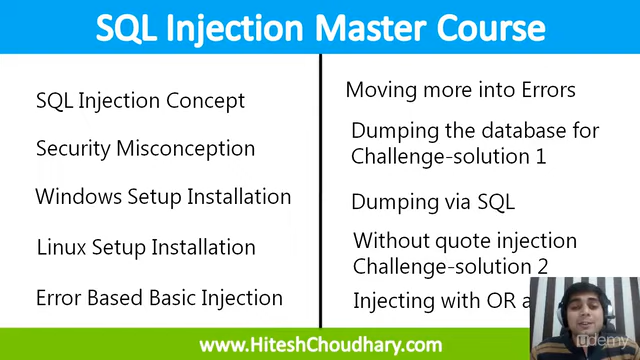 SQL Injection Master Course
SQL Injection Concept
Security Misconception
Windows Setup Installation
Linux Setup Installation
Error Based Basic Injection
Moving more into Errors
Dumping the database for
Challenge-solution 1
Dumping via SQL
Without quote injection
Challenge-solution 2
Injecting with OR
www.HiteshChoudhary.com
udemy